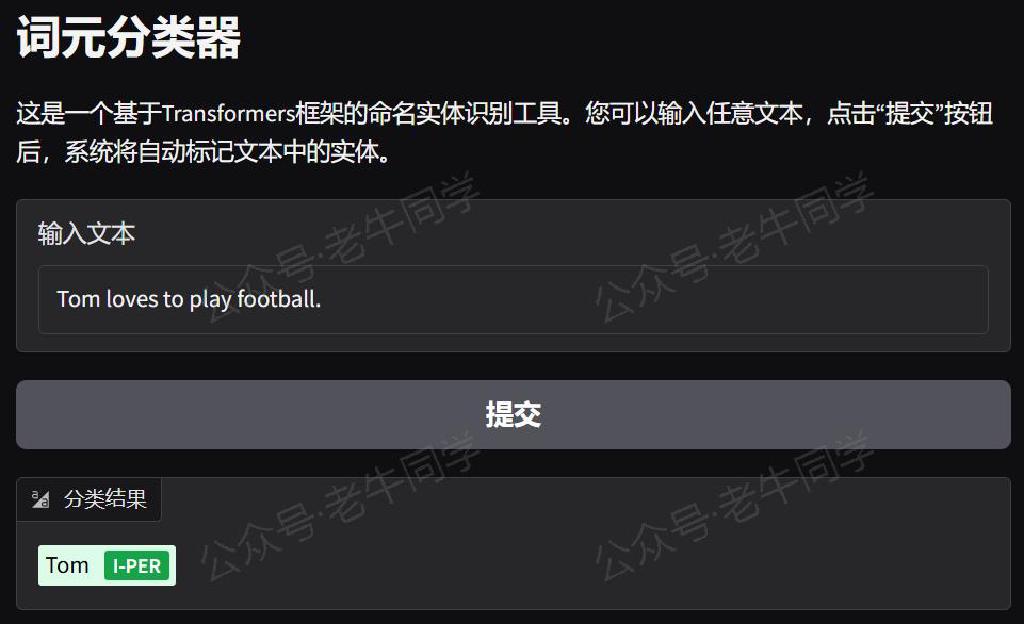 词元分类器
这是一个基于Transformers框架的命名实体识别工具。您可以输入任意文本，点击“提交”按钮
后，系统将自动标记文本中的实体。
输入文本
Tom loves to play football.
提交
分类结果
Tom I-PER
公众号·老牛同学
公众号·老牛同学
公众号·老牛同学
公众号·老牛同学